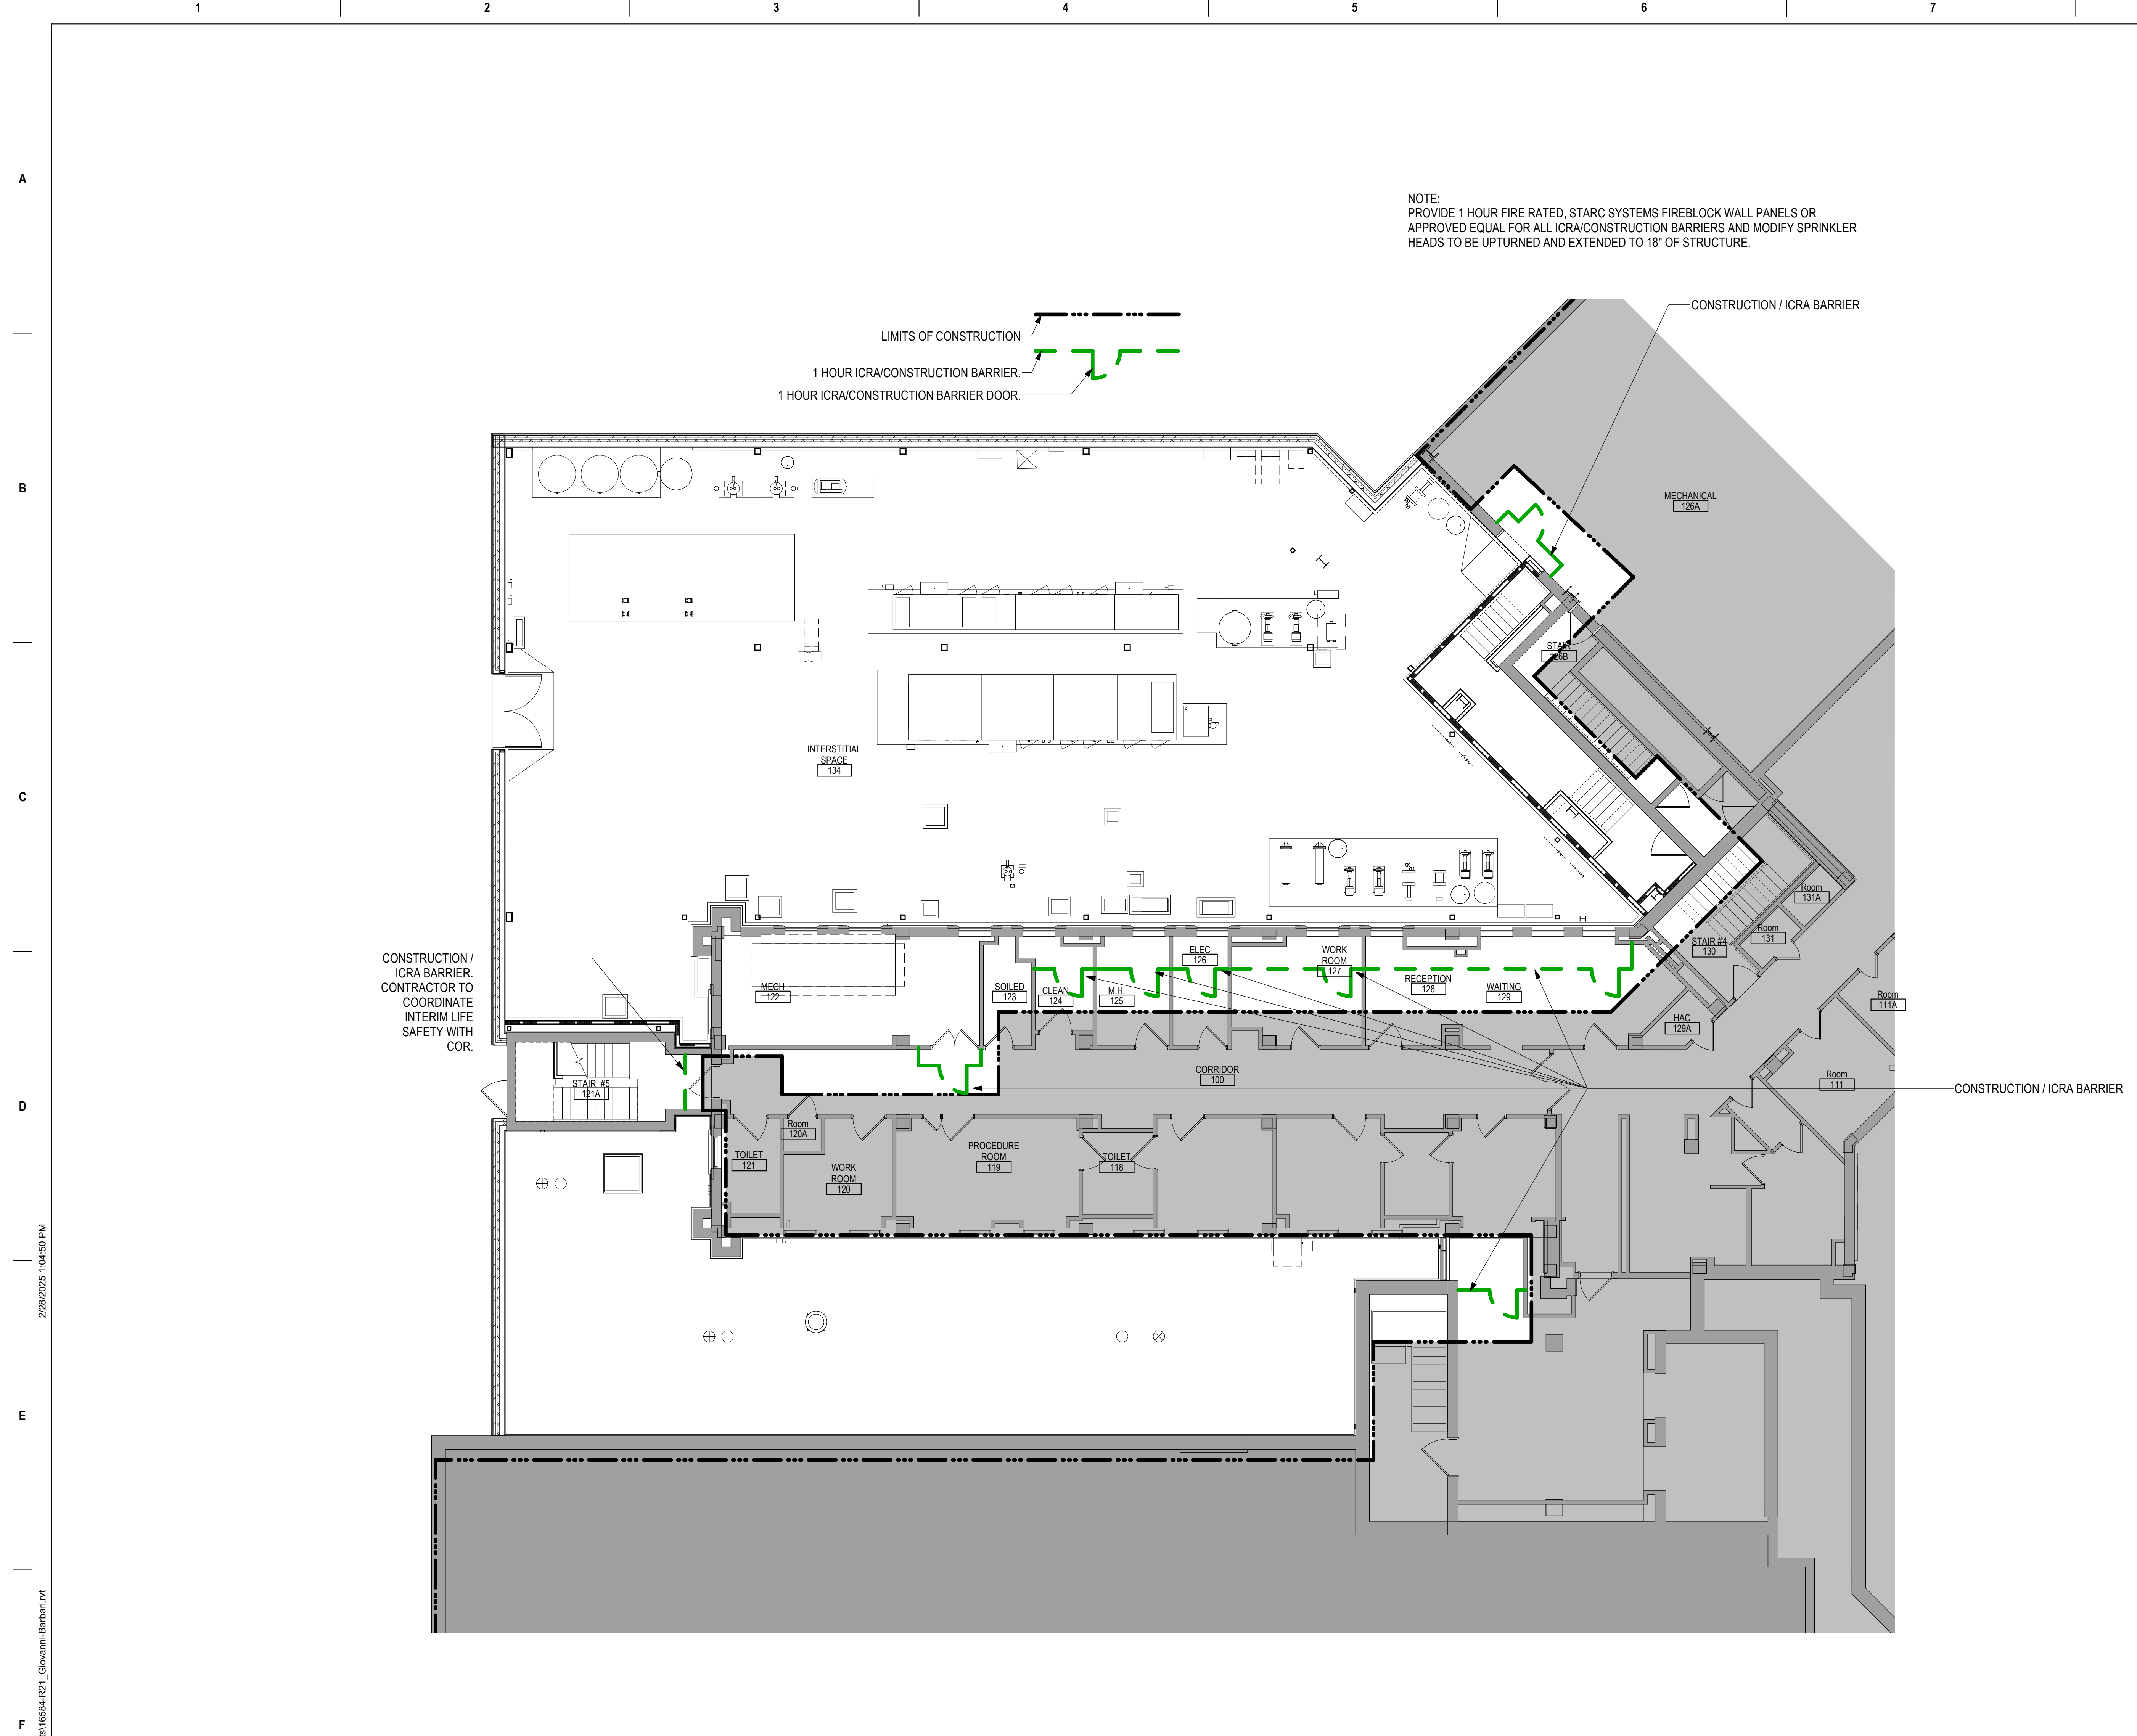 1 2 3 4 5 6 7
A
B
C
D
E
F
NOTE:
PROVIDE 1 HOUR FIRE RATED, STARC SYSTEMS FIREBLOCK WALL PANELS OR
APPROVED EQUAL FOR ALL ICRA/CONSTRUCTION BARRIERS AND MODIFY SPRINKLER
HEADS TO BE UPTURNED AND EXTENDED TO 18" OF STRUCTURE.
CONSTRUCTION / ICRA BARRIER
LIMITS OF CONSTRUCTION
1 HOUR ICRA/CONSTRUCTION BARRIER.
1 HOUR ICRA/CONSTRUCTION BARRIER DOOR.
MECHANICAL
126A
STAIR
126B
INTERSTITIAL
SPACE
134
Room
131A
Room
131
STAIR #4
130
ELEC
126
WORK
ROOM
127
RECEPTION
128
WAITING
129
MECH
122
SOILED
123
CLEAN
124
M.H.
125
HAC
129A
Room
111A
CONSTRUCTION /
ICRA BARRIER.
CONTRACTOR TO
COORDINATE
INTERIM LIFE
SAFETY WITH
COR.
STAIR #5
121A
CORRIDOR
100
Room
111
CONSTRUCTION / ICRA BARRIER
Room
120A
TOILET
121
WORK
ROOM
120
PROCEDURE
ROOM
119
TOILET
118
2/28/2025 1:04:50 PM
ts\16584-R21_Giovanni-Barbari.rvt